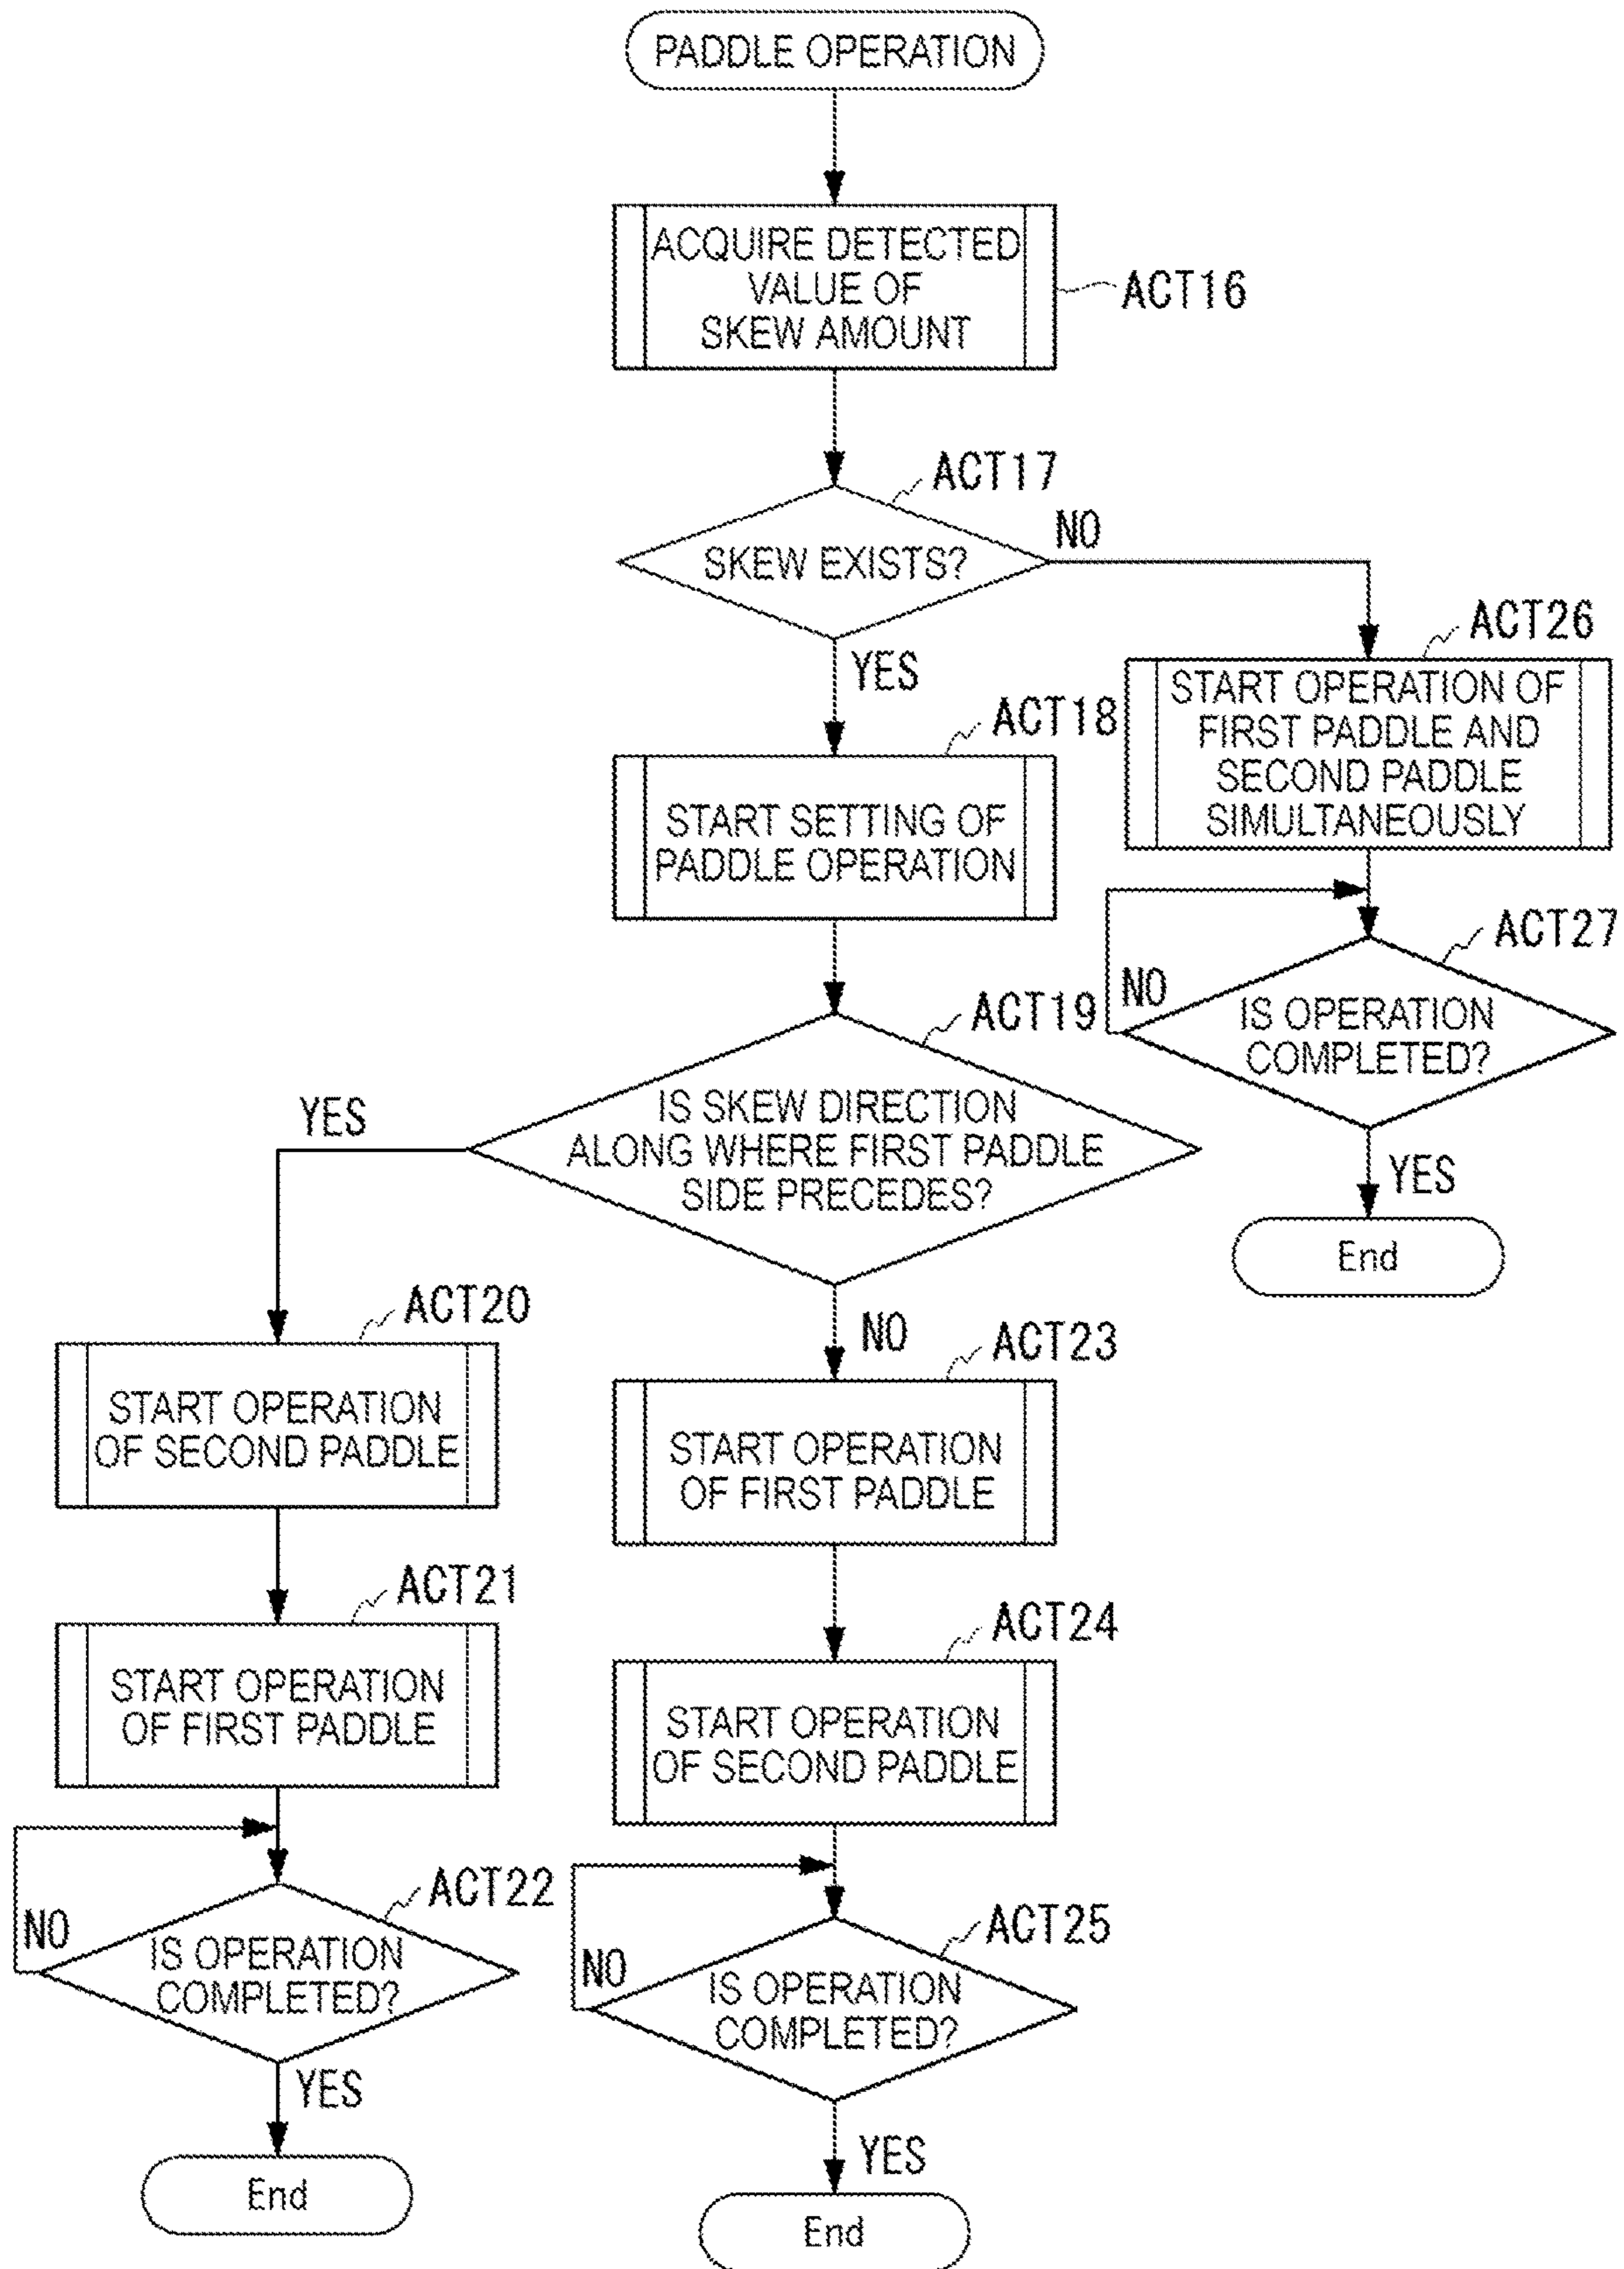 PADDLE OPERATION
ACQUIRE DETECTED
VALUE OF
SKEW AMOUNT
ACT16
ACT17
SKEW EXISTS?
NO
YES
ACT26
START OPERATION OF
FIRST PADDLE AND
SECOND PADDLE
SIMULTANEOUSLY
ACT18
START SETTING OF
PADDLE OPERATION
ACT27
NO
IS OPERATION
COMPLETED?
YES
End
ACT19
IS SKEW DIRECTION
ALONG WHERE FIRST PADDLE
SIDE PRECEDES?
YES
NO
ACT20
START OPERATION
OF SECOND PADDLE
ACT21
START OPERATION
OF FIRST PADDLE
ACT22
NO
IS OPERATION
COMPLETED?
YES
End
ACT23
START OPERATION
OF FIRST PADDLE
ACT24
START OPERATION
OF SECOND PADDLE
ACT25
NO
IS OPERATION
COMPLETED?
YES
End